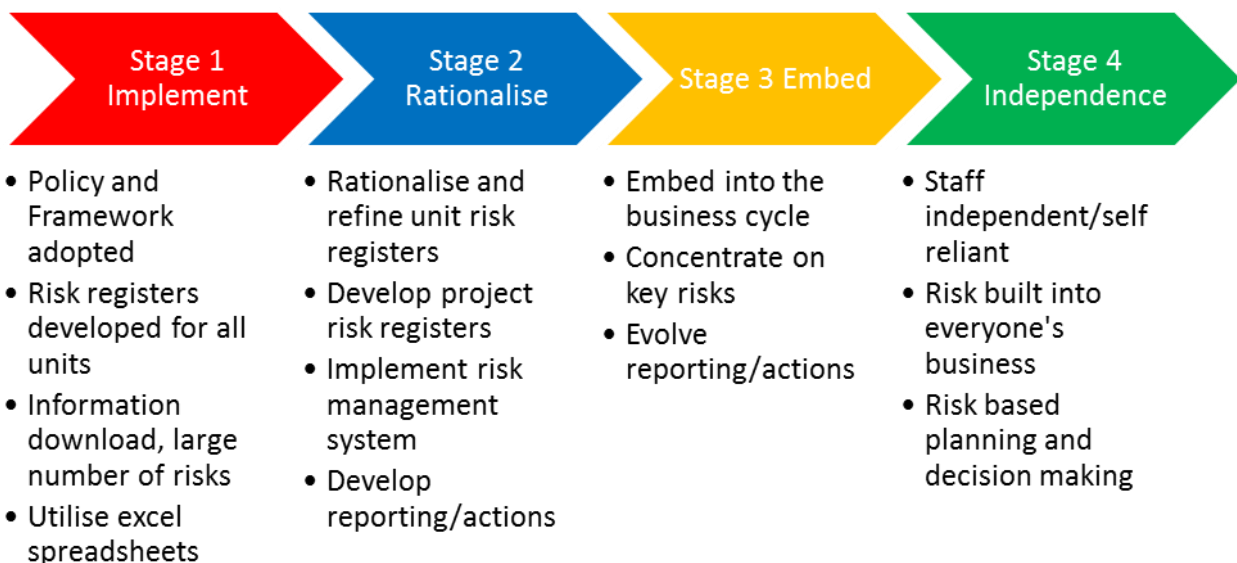 Stage 1
Implement
Stage 2
Rationalise
Stage 3 Embed
Stage 4
Independence
• Policy and
Framework
adopted
• Risk registers
developed for all
units
• Information
download, large
number of risks
• Utilise excel
spreadsheets
• Rationalise and
refine unit risk
registers
• Develop project
risk registers
• Implement risk
management
system
• Develop
reporting/actions
• Embed into the
business cycle
• Concentrate on
key risks
• Evolve
reporting/actions
• Staff
independent/self
reliant
• Risk built into
everyone's
business
• Risk based
planning and
decision making